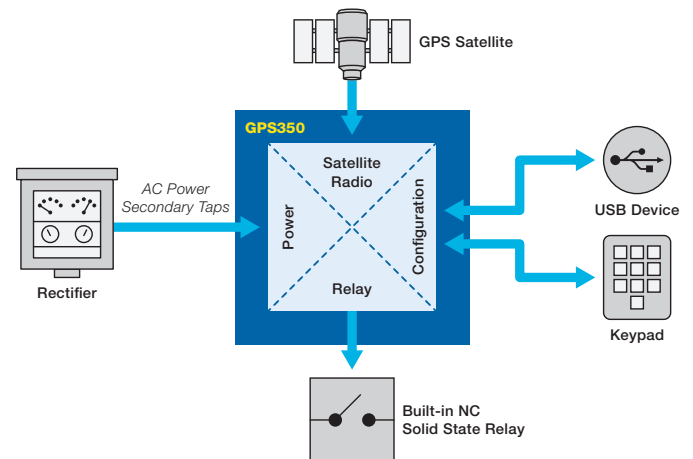 GPS Satellite
GPS350
Satellite
Radio
AC Power
Secondary Taps
Power
Configuration
Relay
USB Device
Rectifier
Keypad
Built-in NC
Solid State Relay